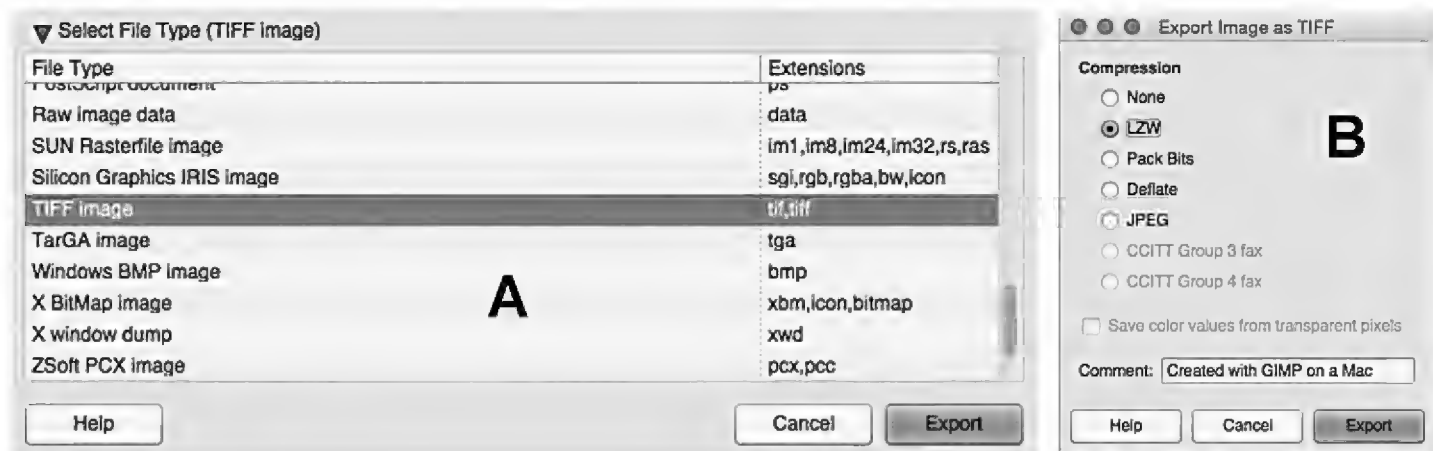 Select File Type (TIFF image)
File Type Extensions
PostScript document ps
Raw image data data
SUN Rasterfile image im1,im8,im24,im32,rs,ras
Silicon Graphics IRIS image sgi,rgb,rgba,bw,icon
TIFF image tif,tiff
TarGA image tga
Windows BMP image bmp
X BitMap image xbm,icon,bitmap
X window dump xwd
ZSoft PCX image pcx,pcc
A
Help Cancel Export
Export Image as TIFF
Compression
None
LZW
Pack Bits
Deflate
JPEG
CCITT Group 3 fax
CCITT Group 4 fax
B
Save color values from transparent pixels
Comment: Created with GIMP on a Mac
Help Cancel Export